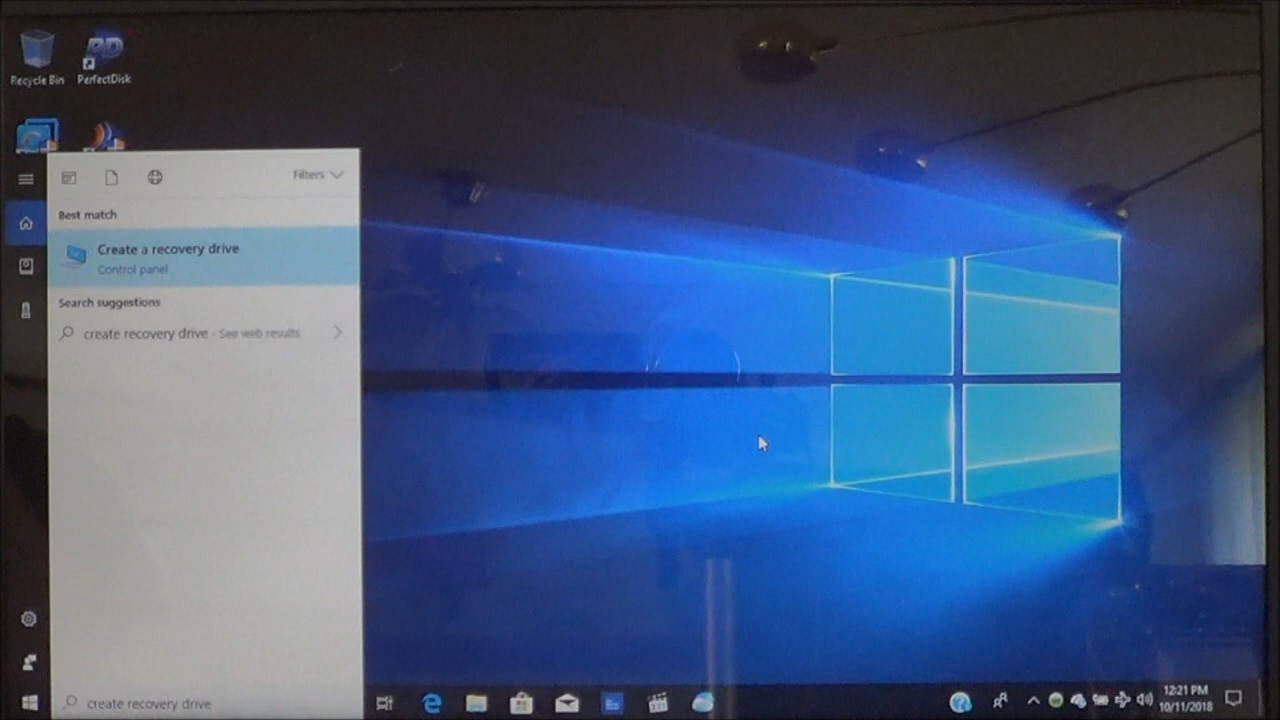 Recycle Bin
PerfectDisk
Filters
Best match
Create a recovery drive
Control panel
Search suggestions
create recovery drive - See web results
create recovery drive
12:21 PM
10/11/2018